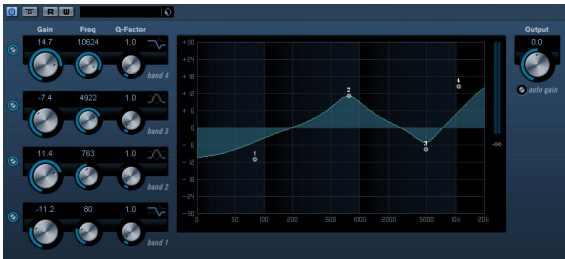 R W
Gain Freq Q-Factor
14.7 10624 1.0
band 4
-7.4 4922 1.0
band 3
11.4 763 1.0
band 2
-11.2 80 1.0
band 1
+30
+24
+18
+12
+6
0
-6
-12
-18
-24
-30
0 50 100 200 500 1000 2000 5000 10k 20k
1
2
3
4
-∞
Output
0.0
auto gain